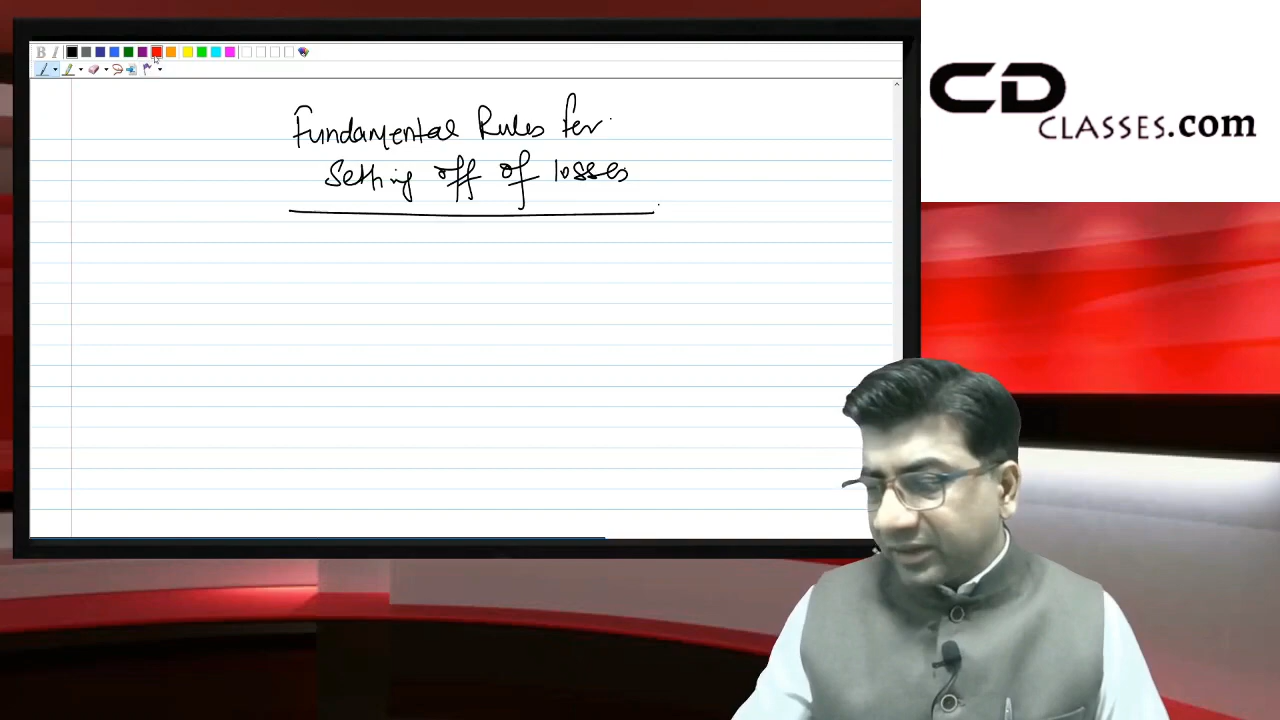 Fundamental Rules for
Setting off of losses
CD
CLASSES.com
B I